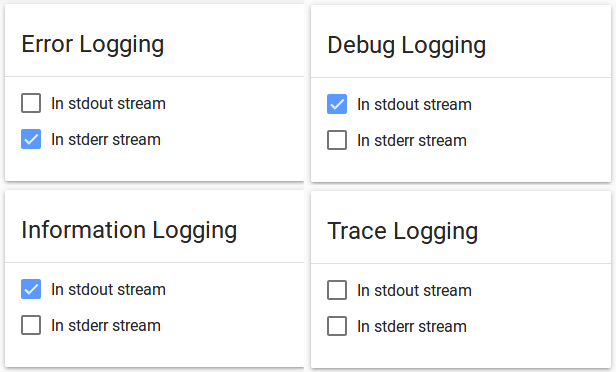 Error Logging
In stdout stream
In stderr stream
Debug Logging
In stdout stream
In stderr stream
Information Logging
In stdout stream
In stderr stream
Trace Logging
In stdout stream
In stderr stream